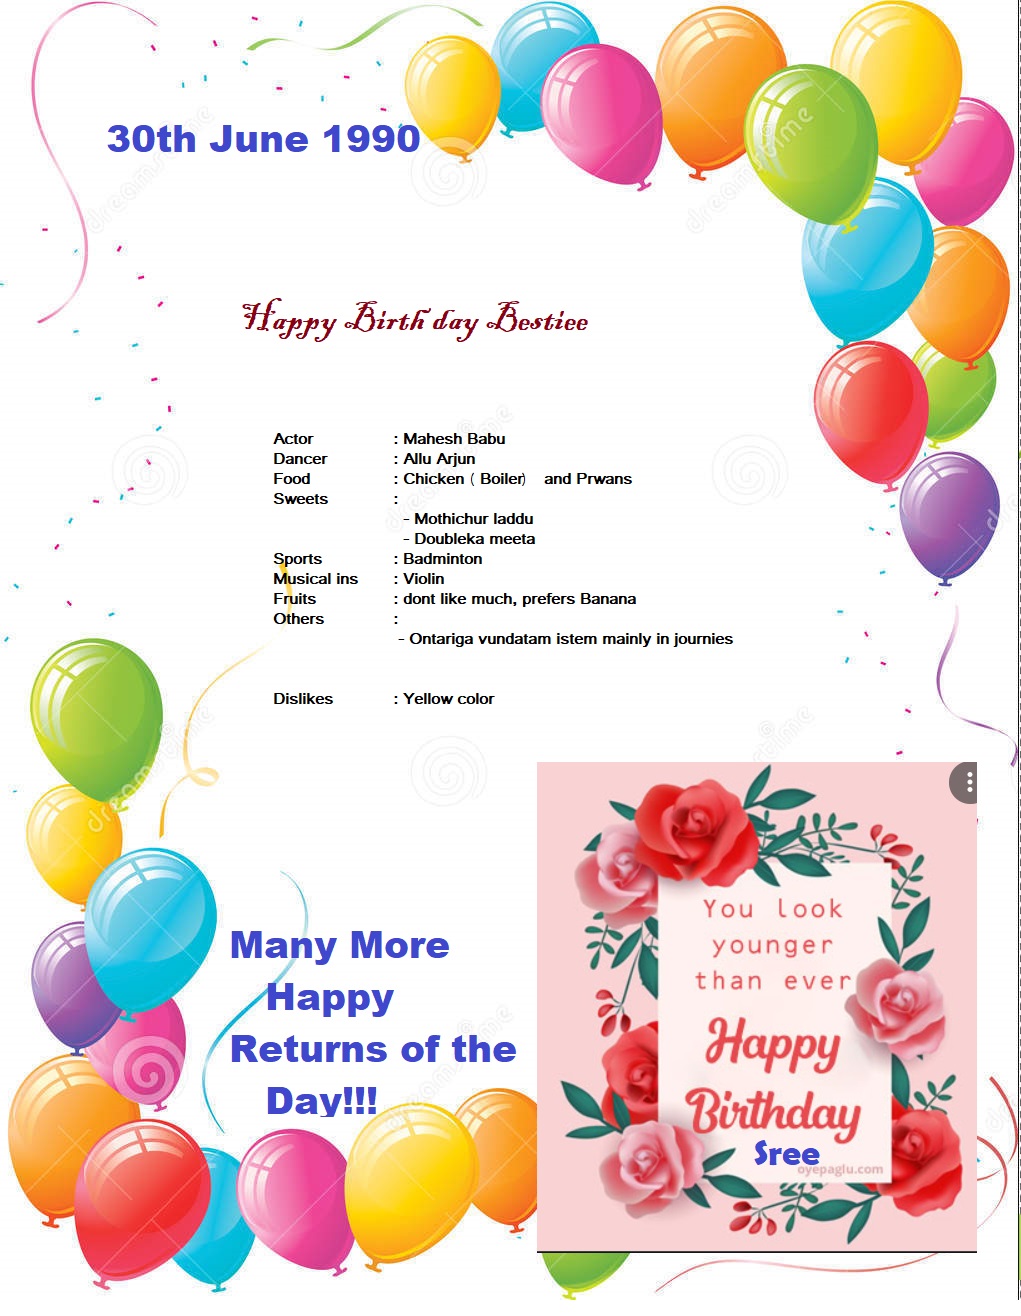 30th June 1990
Happy Birth day Bestiee
Actor : Mahesh Babu
Dancer : Allu Arjun
Food : Chicken ( Boiler) and Prwans
Sweets :
- Mothichur laddu
- Doubleka meeta
Sports : Badminton
Musical ins : Violin
Fruits : dont like much, prefers Banana
Others :
- Ontariga vundatam istem mainly in journies
Dislikes : Yellow color
Many More
Happy
Returns of the
Day!!!
You look
younger
than ever
Happy
Birthday
Sree
oyepaglu.com